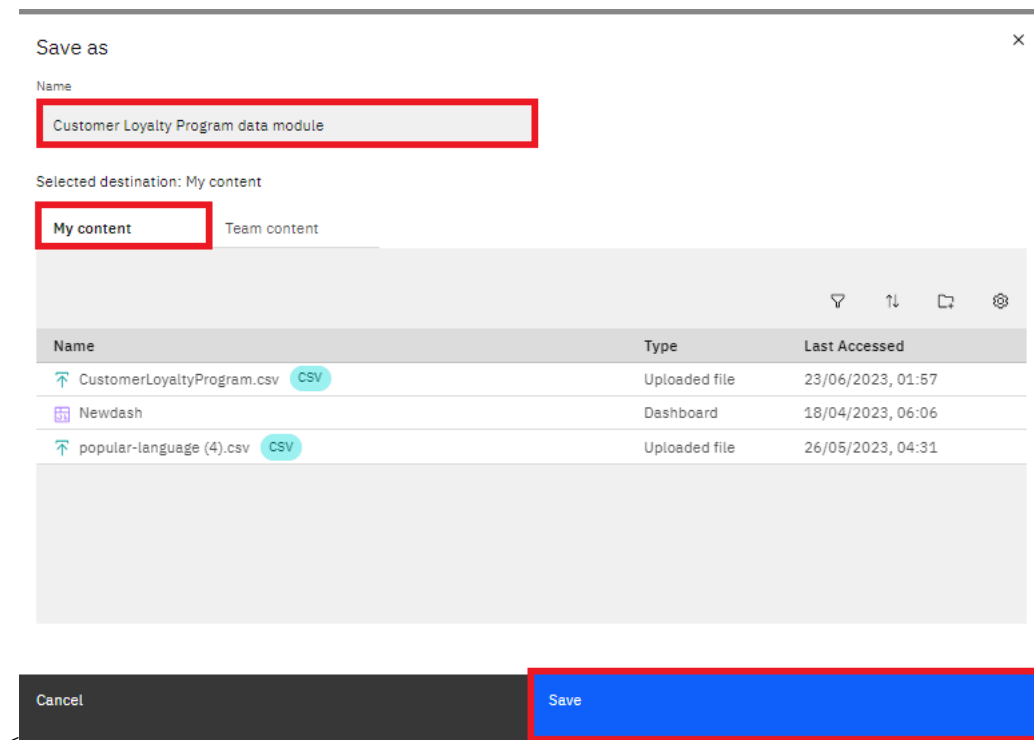 Save as
Name
Customer Loyalty Program data module
Selected destination: My content
My content Team content
Name Type Last Accessed
CustomerLoyaltyProgram.csv CSV Uploaded file 23/06/2023, 01:57
Newdash Dashboard 18/04/2023, 06:06
popular-language (4).csv CSV Uploaded file 26/05/2023, 04:31
Cancel Save